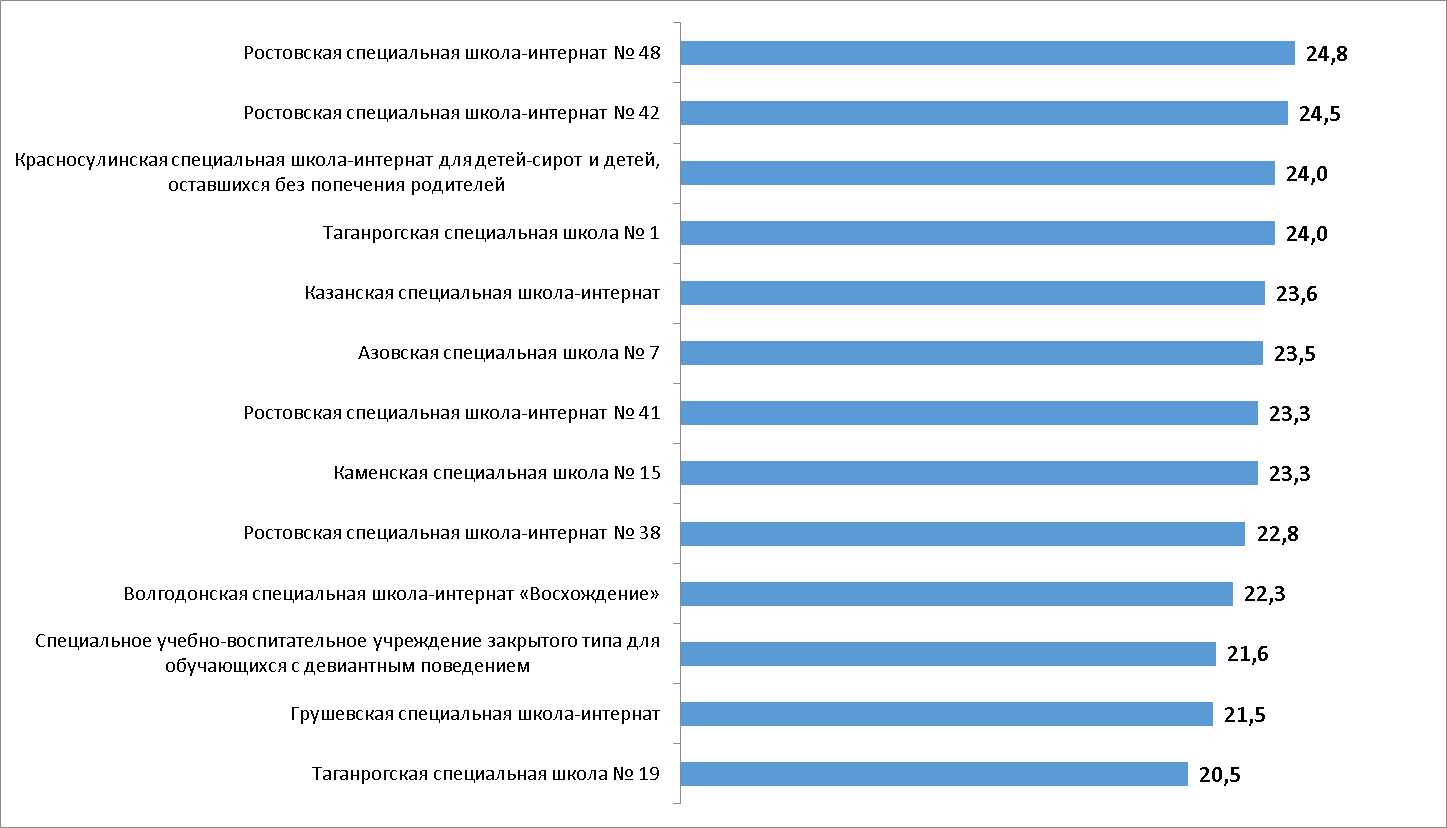 Ростовская специальная школа-интернат № 48
24,8
Ростовская специальная школа-интернат № 42
24,5
Красносулинская специальная школа-интернат для детей-сирот и детей,
оставшихся без попечения родителей
24,0
Таганрогская специальная школа № 1
24,0
Казанская специальная школа-интернат
23,6
Азовская специальная школа № 7
23,5
Ростовская специальная школа-интернат № 41
23,3
Каменская специальная школа № 15
23,3
Ростовская специальная школа-интернат № 38
22,8
Волгодонская специальная школа-интернат «Восхождение»
22,3
Специальное учебно-воспитательное учреждение закрытого типа для
обучающихся с девиантным поведением
21,6
Грушевская специальная школа-интернат
21,5
Таганрогская специальная школа № 19
20,5